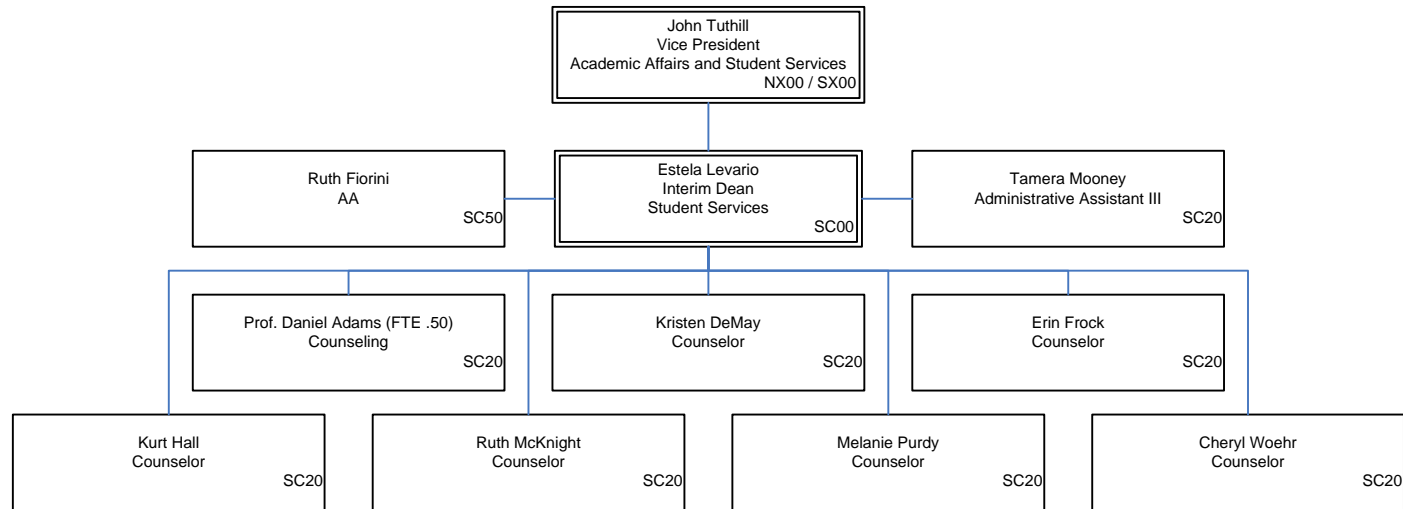 John Tuthill
Vice President
Academic Affairs and Student Services
NX00 / SX00
Ruth Fiorini
AA
SC50
Estela Levario
Interim Dean
Student Services
SC00
Tamera Mooney
Administrative Assistant III
SC20
Prof. Daniel Adams (FTE .50)
Counseling
SC20
Kristen DeMay
Counselor
SC20
Erin Frock
Counselor
SC20
Kurt Hall
Counselor
SC20
Ruth McKnight
Counselor
SC20
Melanie Purdy
Counselor
SC20
Cheryl Woehr
Counselor
SC20